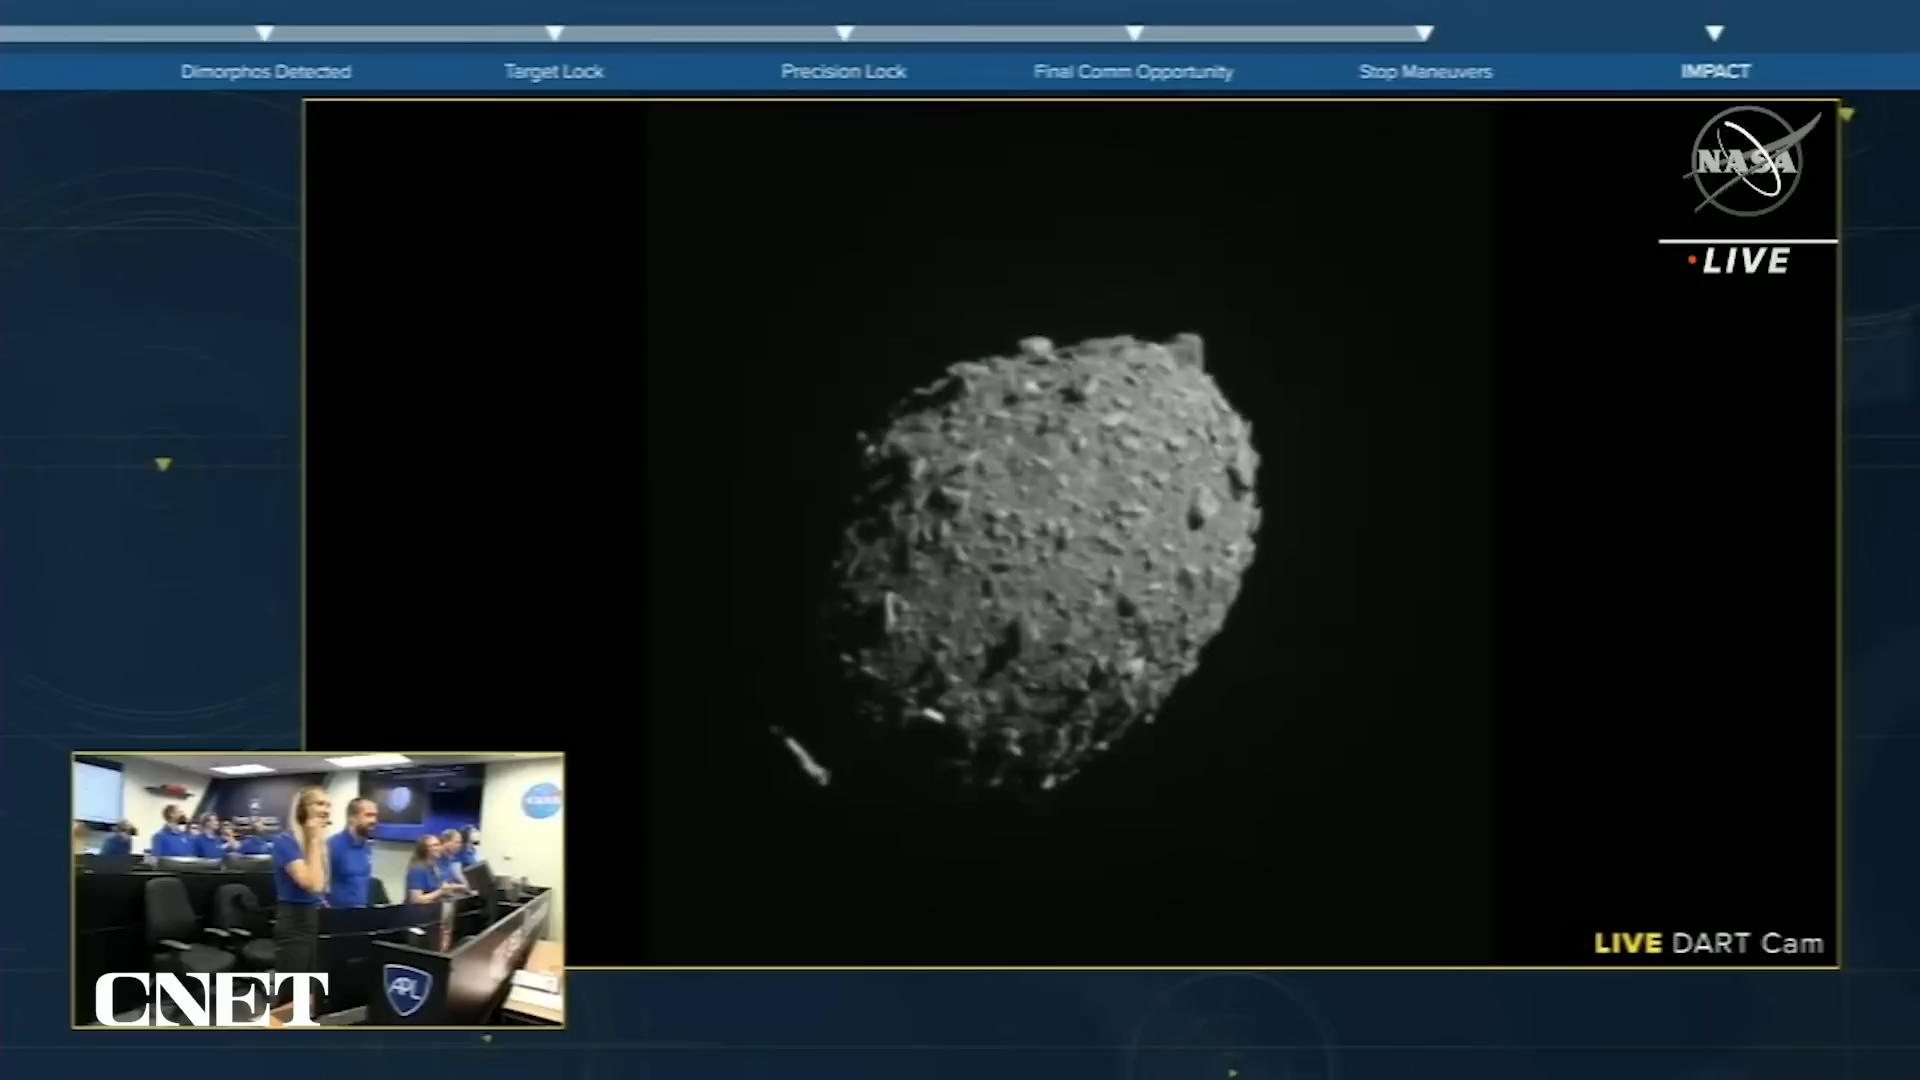 Dimorphos Detected
Target Lock
Precision Lock
Final Comm Opportunity
Stop Maneuvers
IMPACT
NASA
LIVE
LIVE DART Cam
APL
CNET